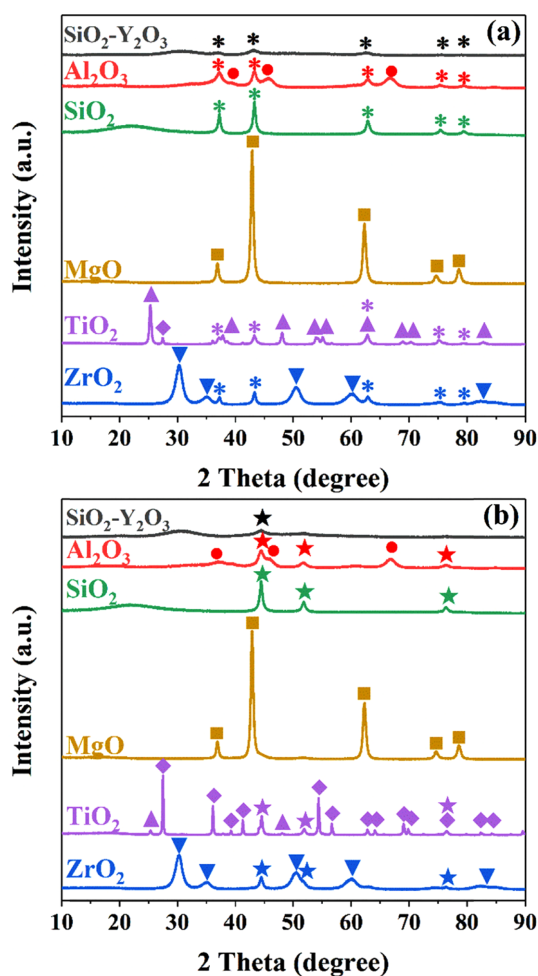 (a)
SiO₂-Y₂O₃
Al₂O₃
SiO₂
MgO
TiO₂
ZrO₂
Intensity (a.u.)
10 20 30 40 50 60 70 80 90
2 Theta (degree)
(b)
SiO₂-Y₂O₃
Al₂O₃
SiO₂
MgO
TiO₂
ZrO₂
Intensity (a.u.)
10 20 30 40 50 60 70 80 90
2 Theta (degree)